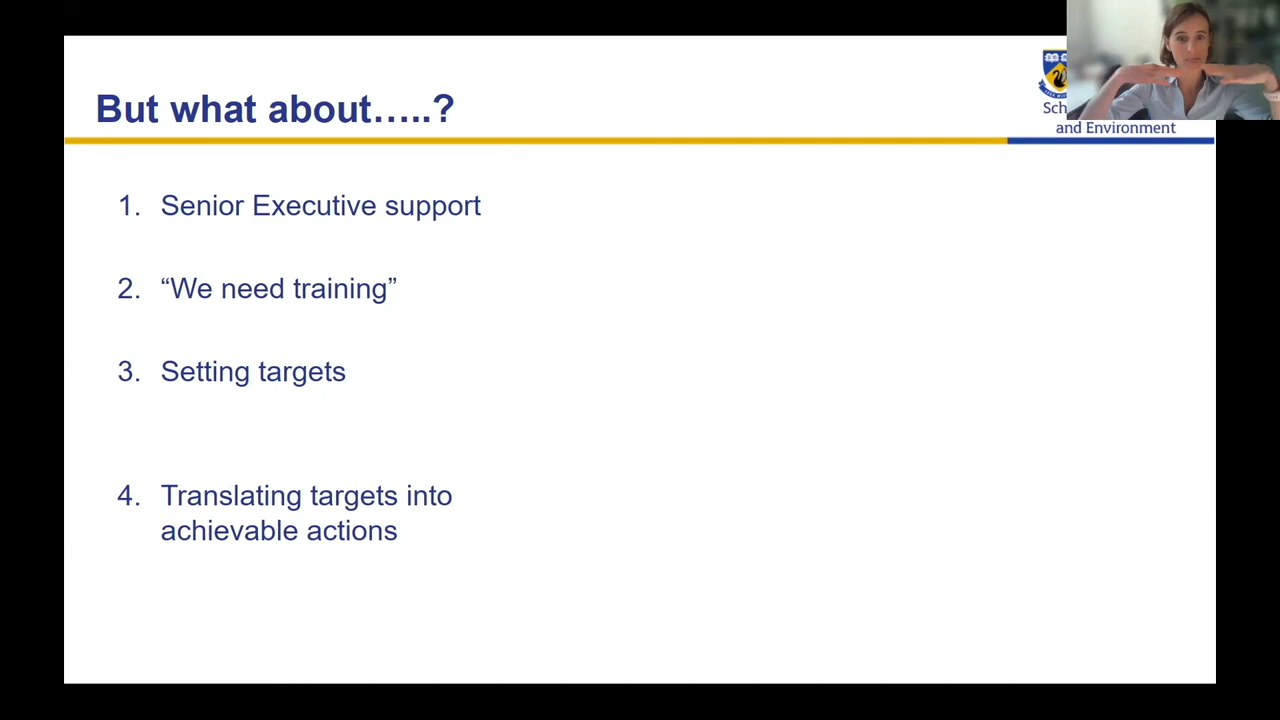 But what about…..?
and Environment
1. Senior Executive support
2. “We need training”
3. Setting targets
4. Translating targets into
achievable actions